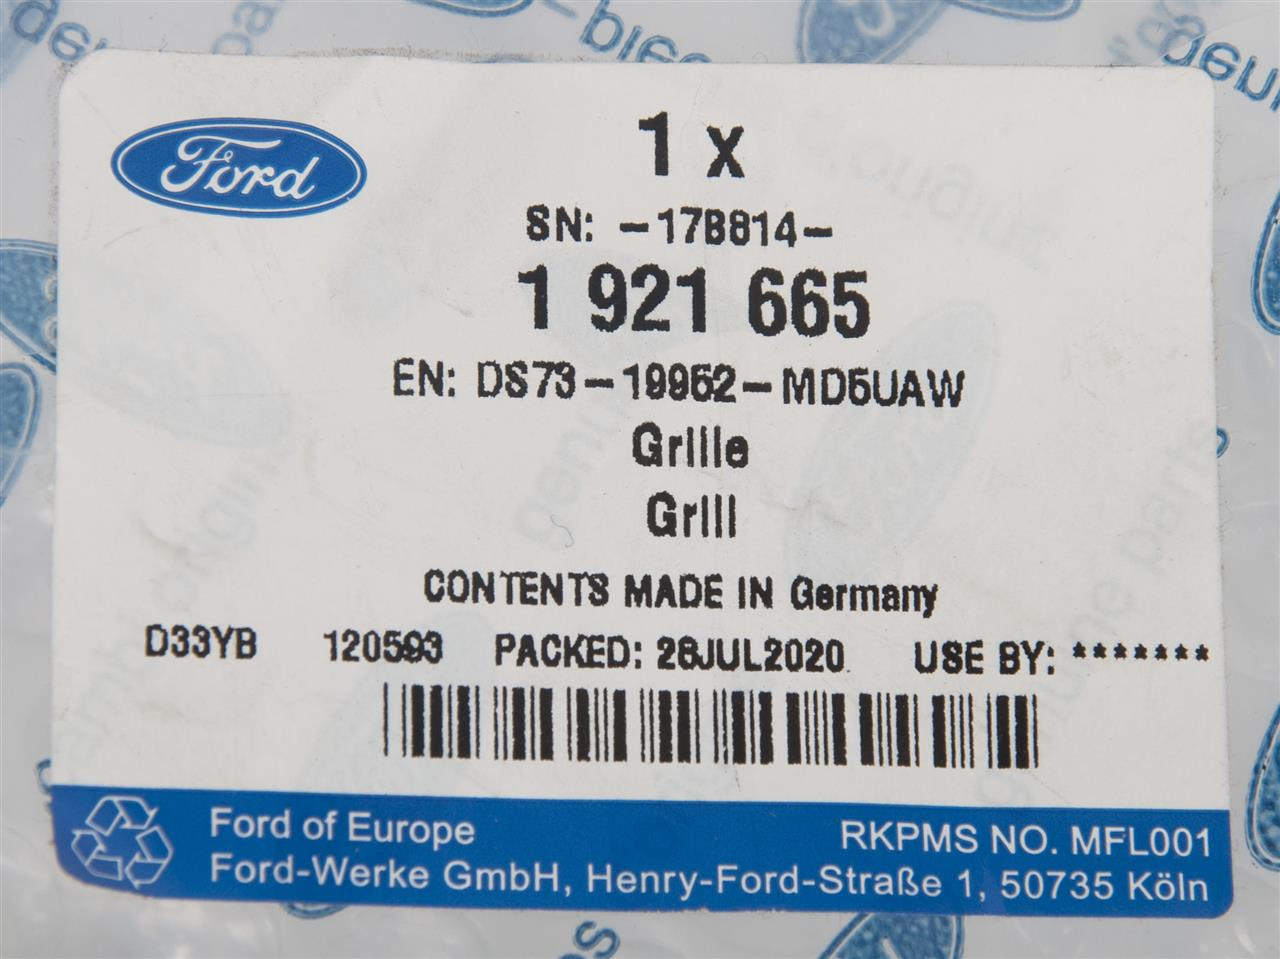 Ford
1 x
SN: -17B814-
1 921 665
EN: DS73-19952-MD5UAW
Grille
Grill
CONTENTS MADE IN Germany
D33YB 120593 PACKED: 28JUL2020 USE BY: *******
Ford of Europe RKPMS NO. MFL001
Ford-Werke GmbH, Henry-Ford-Straße 1, 50735 Köln